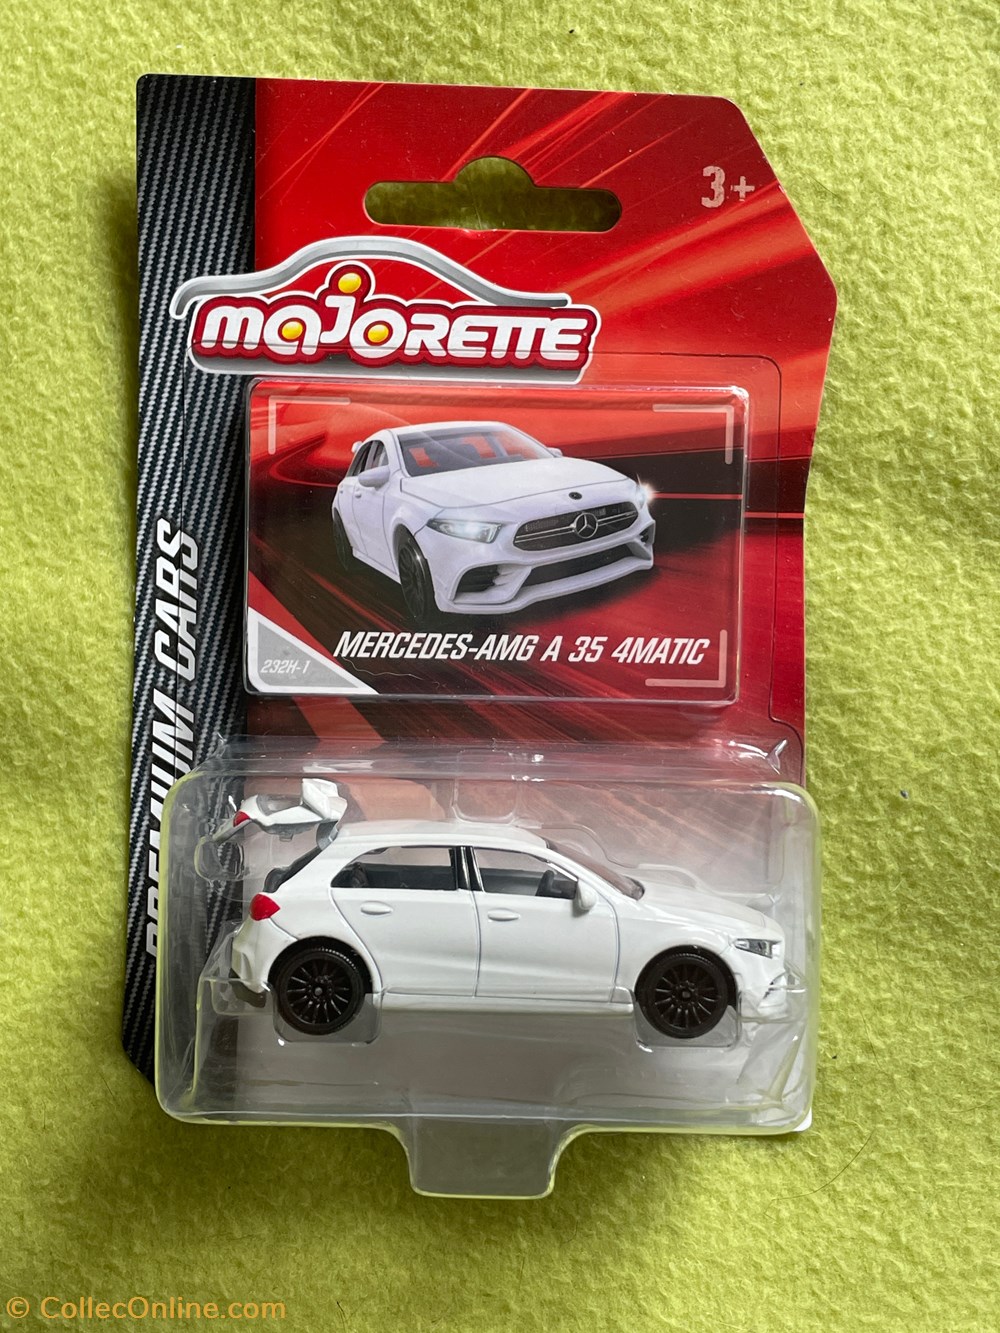 3+
majorette
MERCEDES-AMG A 35 4MATIC
232H-1
PREMIUM CARS
© CollecOnline.com